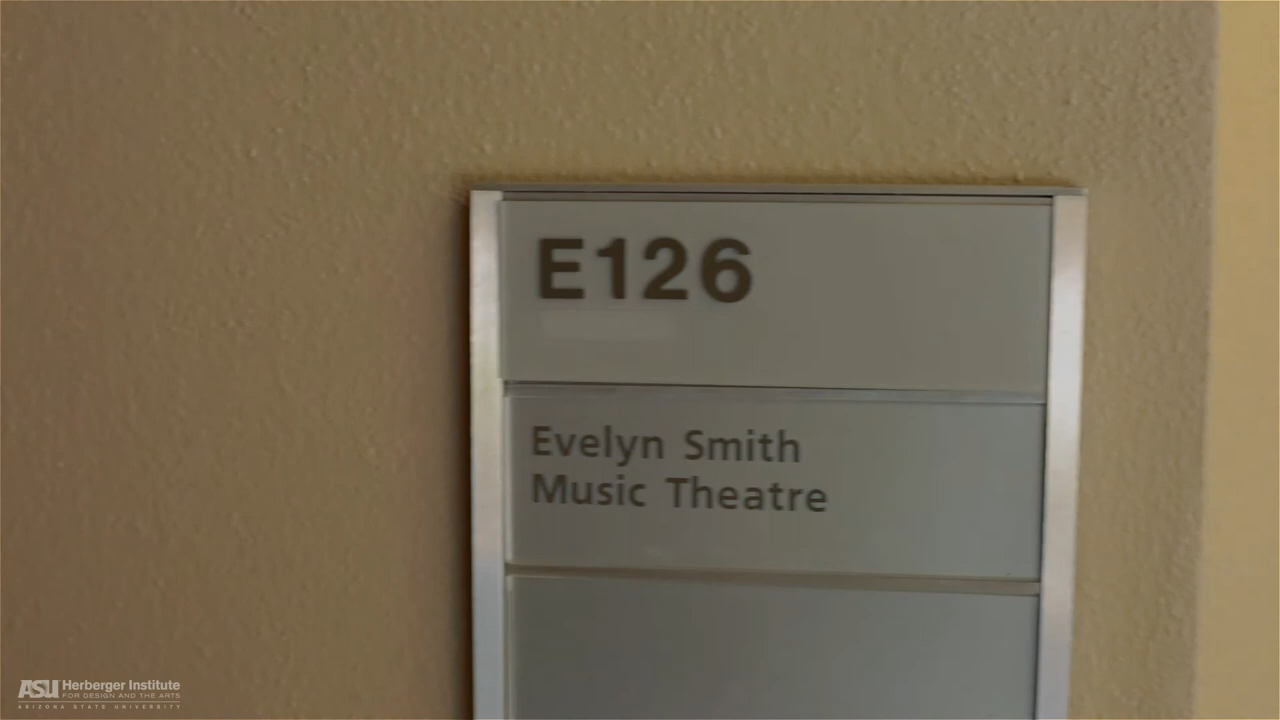 E126
Evelyn Smith
Music Theatre
ASU Herberger Institute
FOR DESIGN AND THE ARTS
ARIZONA STATE UNIVERSITY